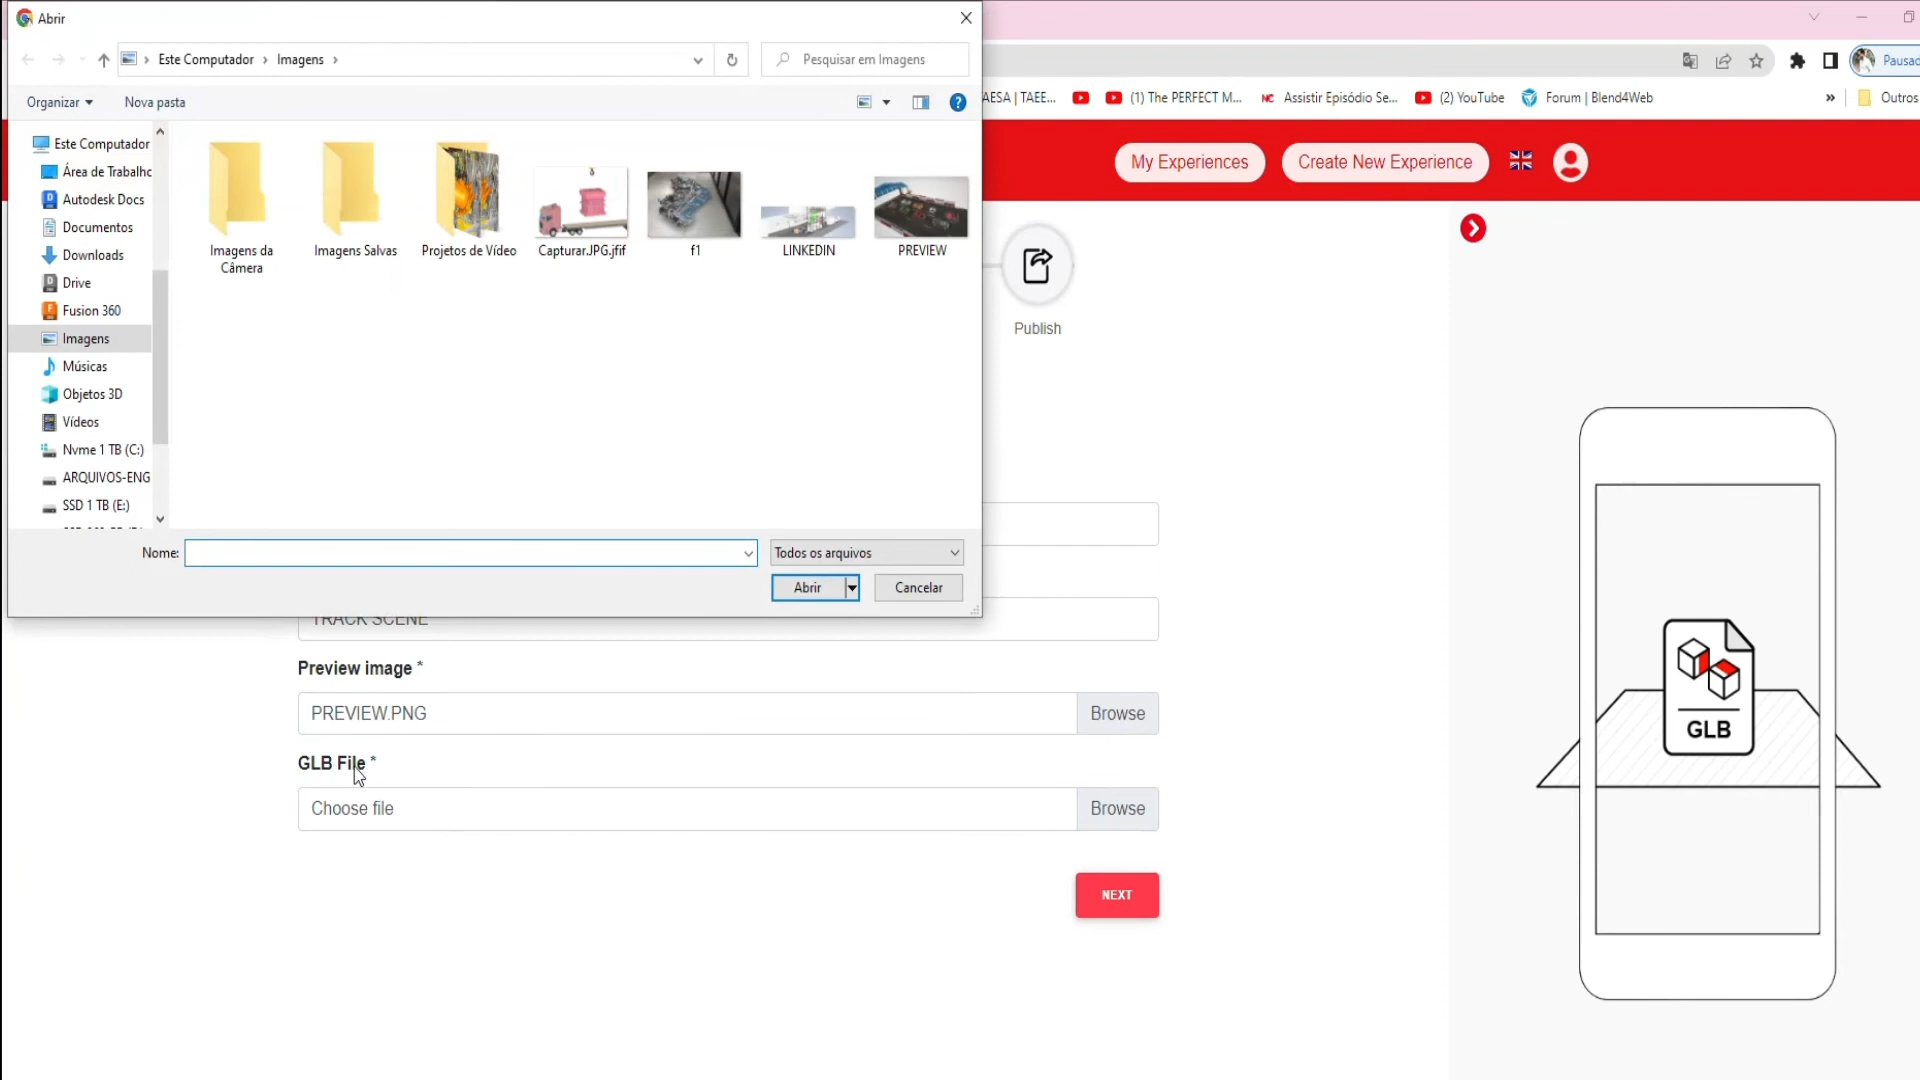 Abrir
Este Computador
Imagens
Pesquisar em Imagens
Organizar
Nova pasta
Este Computador
Área de Trabalhc
Autodesk Docs
Documentos
Downloads
Drive
Fusion 360
Imagens
Músicas
Objetos 3D
Vídeos
Nvme 1 TB (C:)
ARQUIVOS-ENG
SSD 1 TB (E:)
Imagens da
Câmera
Imagens Salvas
Projetos de Vídeo
Capturar.JPG.jfif
f1
LINKEDIN
PREVIEW
Nome:
Todos os arquivos
Abrir
Cancelar
Pausad
AESA | TAEE...
(1) The PERFECT M...
NC
Assistir Episódio Se...
(2) YouTube
Forum | Blend4Web
»
Outros
My Experiences
Create New Experience
Publish
TRACK SCENE
Preview image *
PREVIEW.PNG
Browse
GLB File *
Choose file
Browse
NEXT
GLB